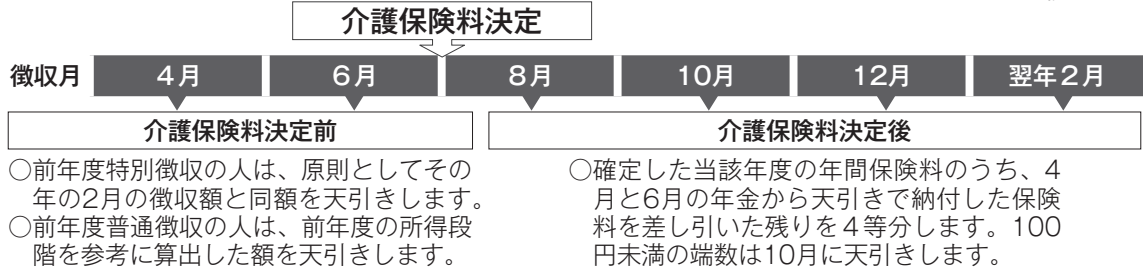 介護保険料決定
徴収月 4月 6月 8月 10月 12月 翌年2月
介護保険料決定前
○前年度特別徴収の人は、原則としてその
年の2月の徴収額と同額を天引きします。
○前年度普通徴収の人は、前年度の所得段
階を参考に算出した額を天引きします。
介護保険料決定後
○確定した当該年度の年間保険料のうち、4
月と6月の年金から天引きで納付した保険
料を差し引いた残りを4等分します。100
円未満の端数は10月に天引きします。